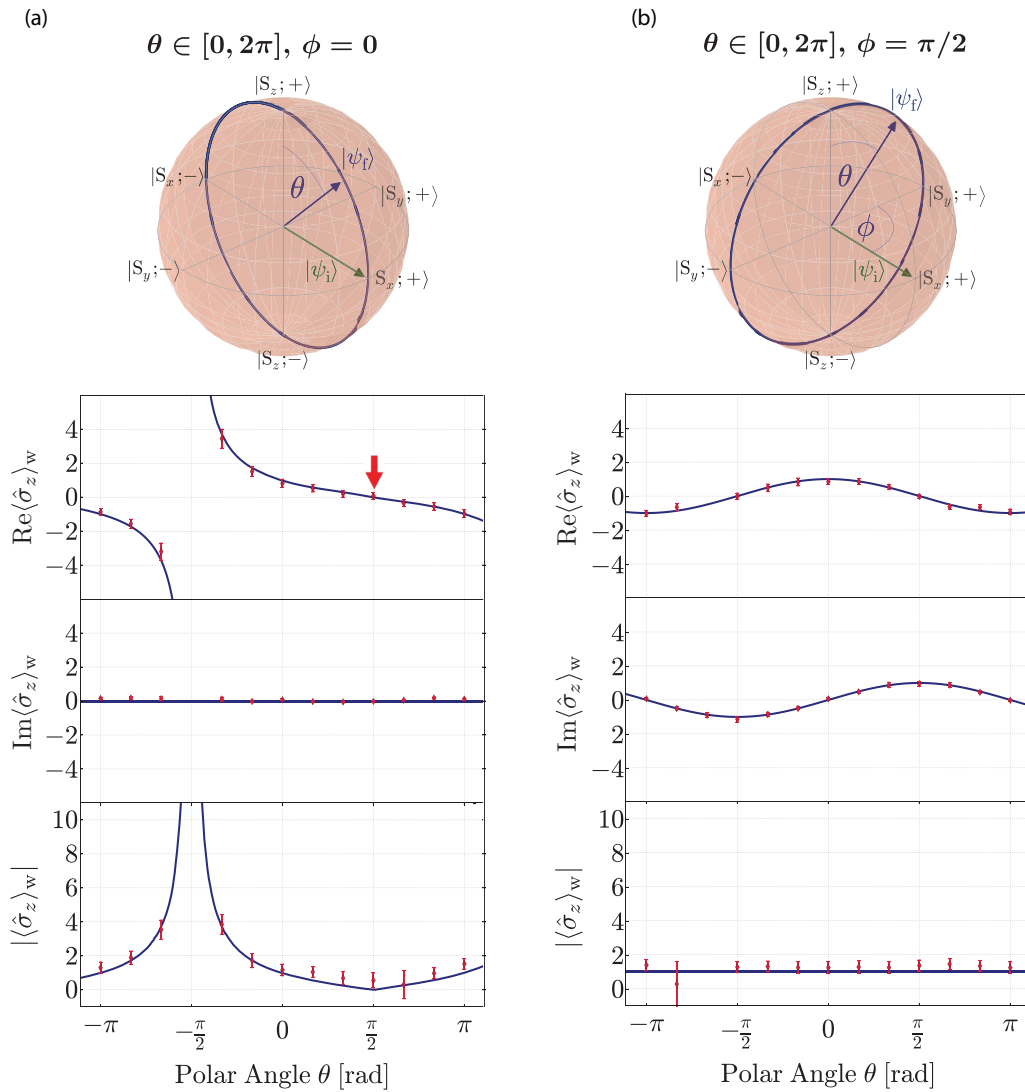 (a)
θ ∈ [0, 2π], ϕ = 0
|S_z;+⟩
|ψ_f⟩
|S_x;−⟩
θ
|S_y;+⟩
|S_y;−⟩
|ψ_i⟩
S_x;+⟩
|S_z;−⟩
Re⟨σ̂_z⟩_w
4
2
0
−2
−4
Im⟨σ̂_z⟩_w
4
2
0
−2
−4
|⟨σ̂_z⟩_w|
10
8
6
4
2
0
−π −π/2 0 π/2 π
Polar Angle θ [rad]
(b)
θ ∈ [0, 2π], ϕ = π/2
|S_z;+⟩
|ψ_f⟩
|S_x;−⟩
θ
|S_y;+⟩
ϕ
|S_y;−⟩
|ψ_i⟩
|S_x;+⟩
|S_z;−⟩
Re⟨σ̂_z⟩_w
4
2
0
−2
−4
Im⟨σ̂_z⟩_w
4
2
0
−2
−4
|⟨σ̂_z⟩_w|
10
8
6
4
2
0
−π −π/2 0 π/2 π
Polar Angle θ [rad]